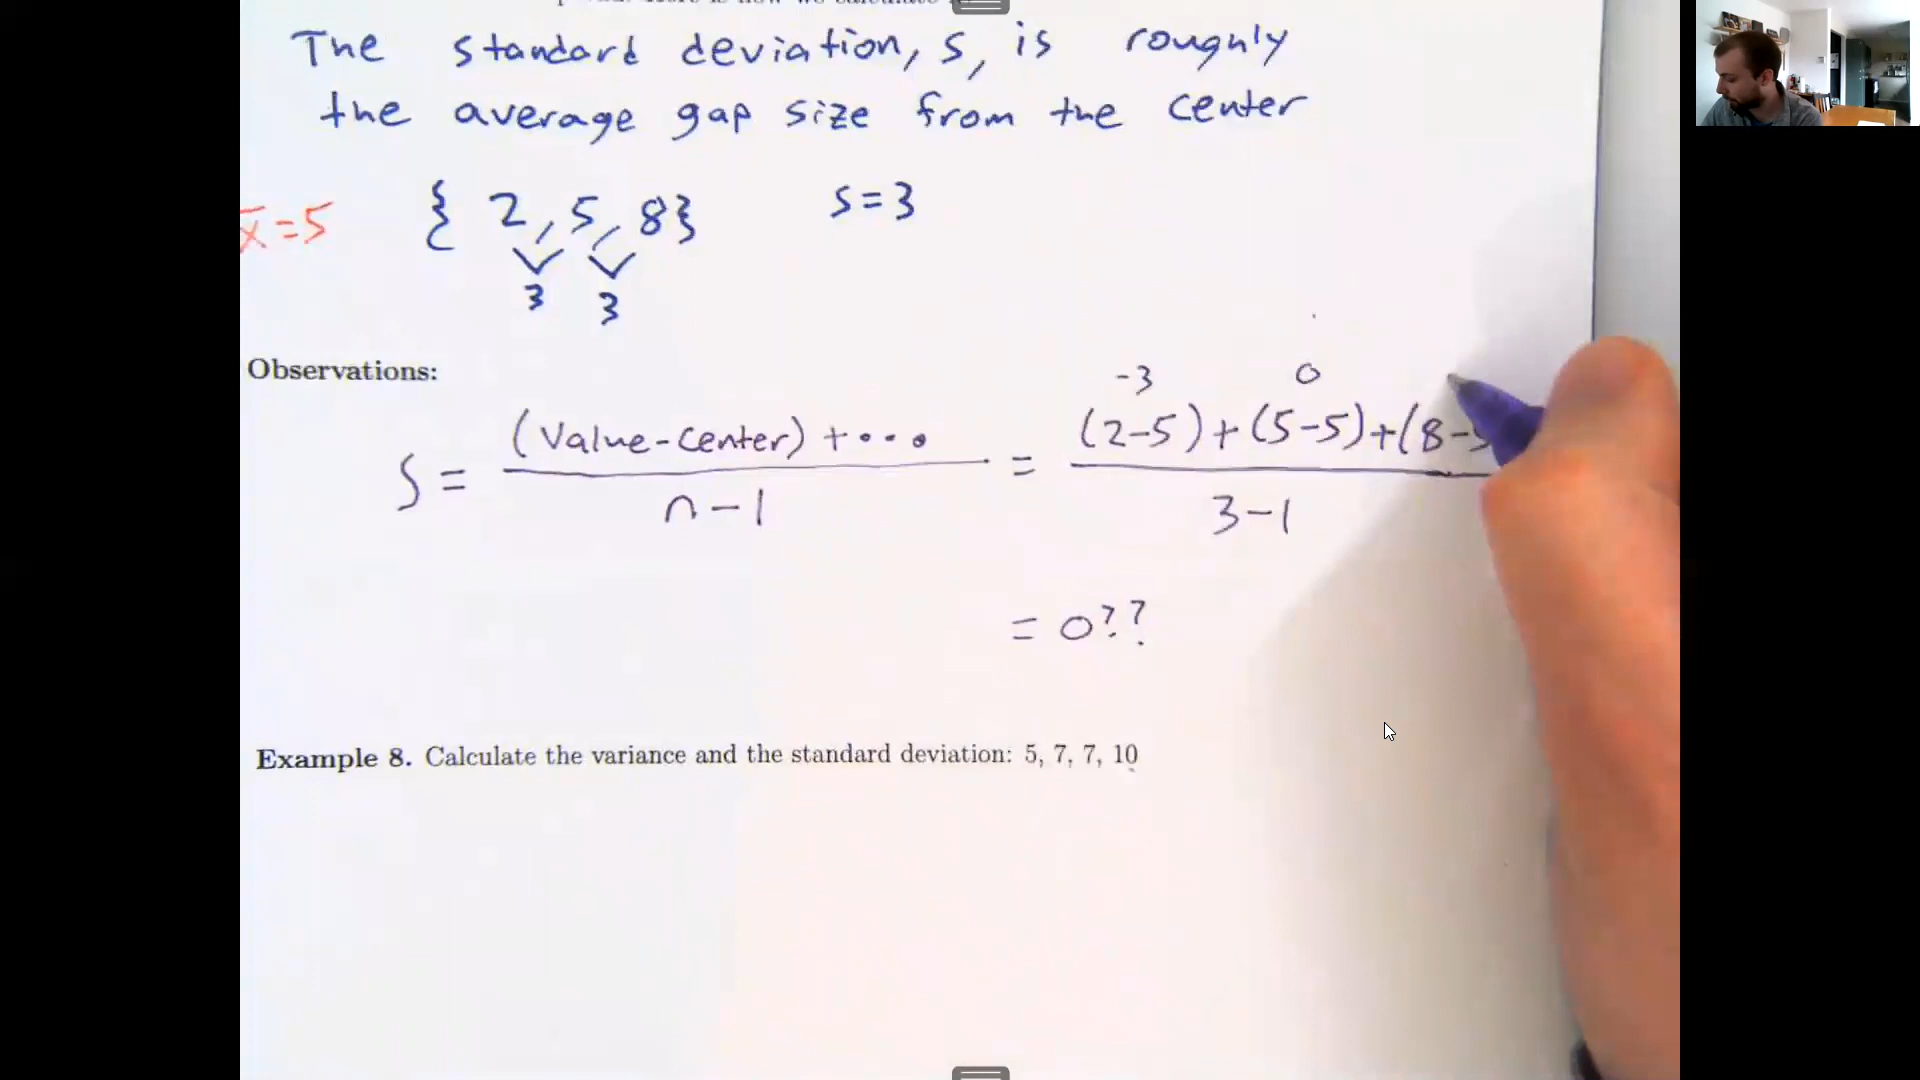 The standard deviation, s, is roughly
the average gap size from the center
x̄=5 { 2, 5, 8} s=3
3 3
Observations:
-3 0
S = (Value-center) + ... / n-1 = (2-5)+(5-5)+(8-5 / 3-1
= 0??
Example 8. Calculate the variance and the standard deviation: 5, 7, 7, 10